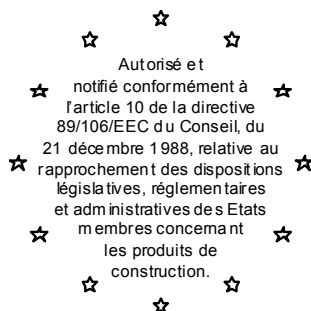 Autorisé et
notifié conformément à
l'article 10 de la directive
89/106/EEC du Conseil, du
21 décembre 1988, relative au
rapprochement des dispositions
législatives, réglementaires
et administratives des Etats
membres concernant
les produits de
construction.